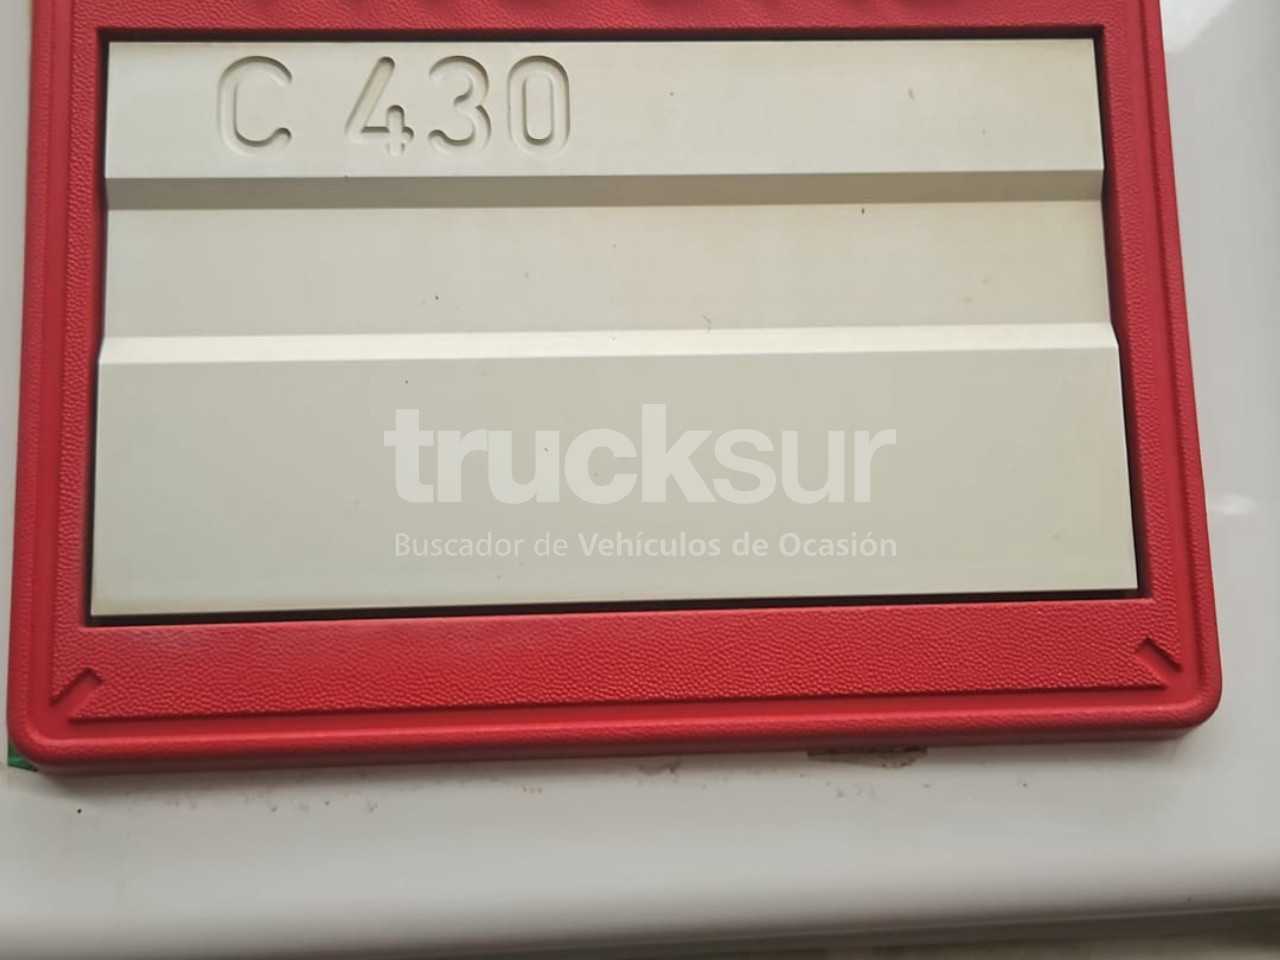 C 430
trucksur
Buscador de Vehículos de Ocasión